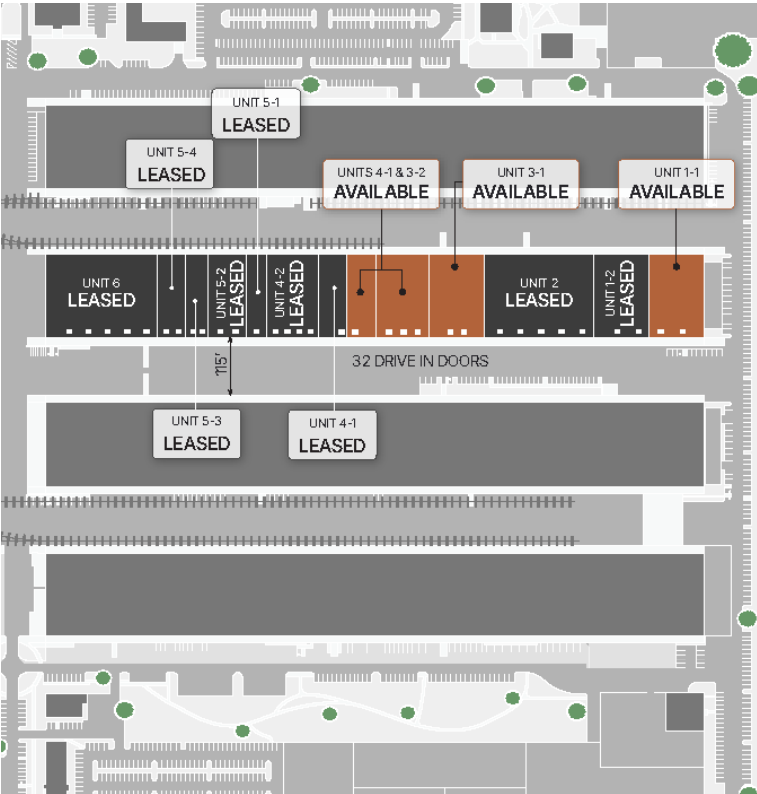 UNIT 5-1
LEASED
UNIT 5-4
LEASED
UNITS 4-1 & 3-2
AVAILABLE
UNIT 3-1
AVAILABLE
UNIT 1-1
AVAILABLE
UNIT 6
LEASED
UNIT 5-2
LEASED
UNIT 4-2
LEASED
UNIT 2
LEASED
UNIT 1-2
LEASED
115'
32 DRIVE IN DOORS
UNIT 5-3
LEASED
UNIT 4-1
LEASED